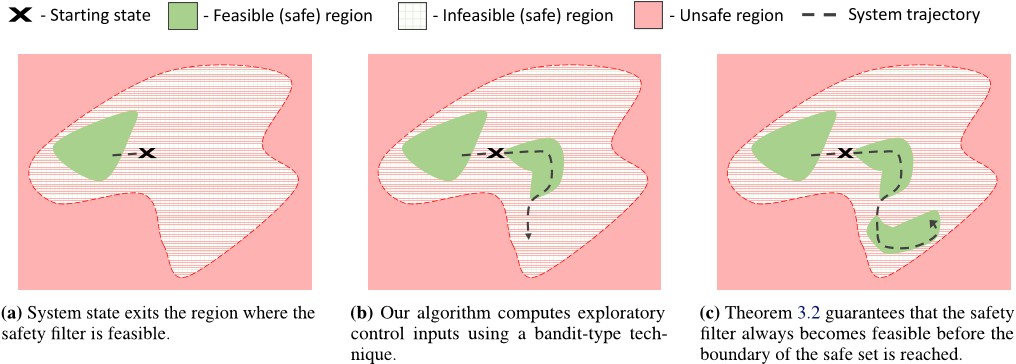 - Starting state - Feasible (safe) region - Infeasible (safe) region - Unsafe region System trajectory
(a) System state exits the region where the
safety filter is feasible.
(b) Our algorithm computes exploratory
control inputs using a bandit-type tech-
nique.
(c) Theorem 3.2 guarantees that the safety
filter always becomes feasible before the
boundary of the safe set is reached.